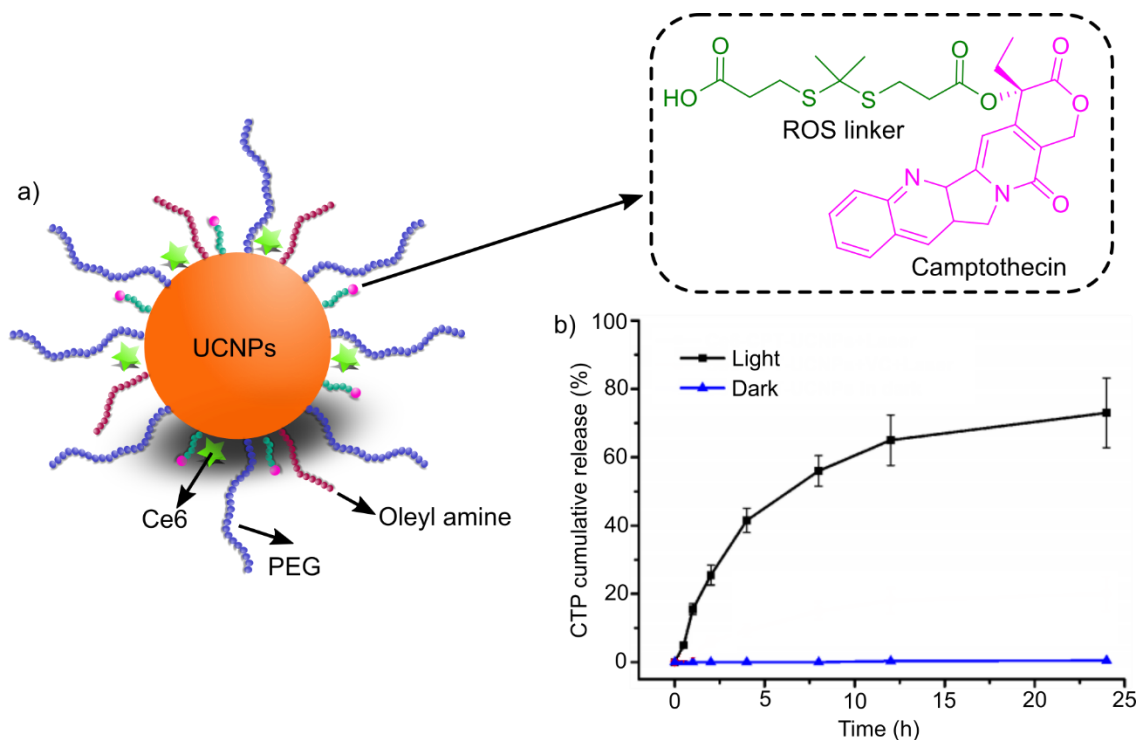 a)
UCNPs
Ce6
PEG
Oleyl amine
O
HO
S
S
O
O
O
O
ROS linker
N
N
O
Camptothecin
b)
100
80
60
40
20
0
CTP cumulative release (%)
Light
Dark
0
5
10
15
20
25
Time (h)